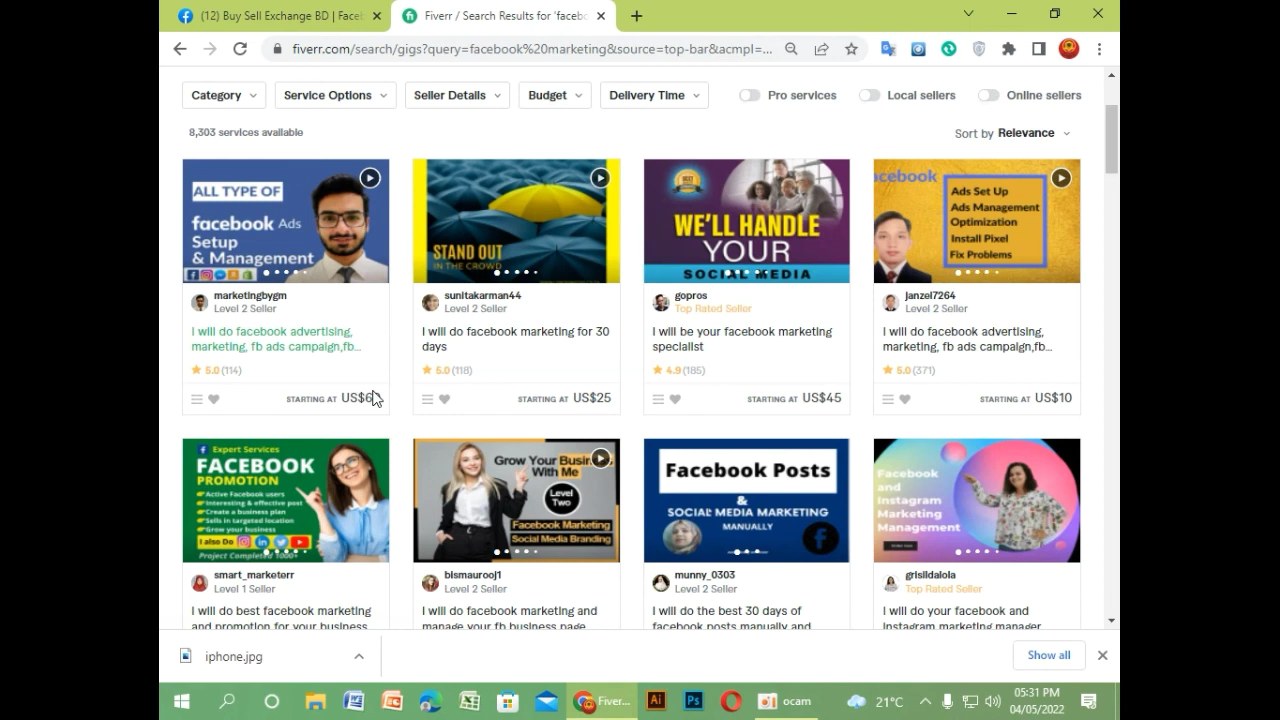 (12) Buy Sell Exchange BD | Faceb
Fiverr / Search Results for 'facebo
fiverr.com/search/gigs?query=facebook%20marketing&source=top-bar&acmpl=...
Category
Service Options
Seller Details
Budget
Delivery Time
Pro services
Local sellers
Online sellers
8,303 services available
Sort by Relevance
ALL TYPE OF
facebook Ads
Setup
& Management
STAND OUT
IN THE CROWD
WE'LL HANDLE
YOUR
SOCIAL MEDIA
facebook
Ads Set Up
Ads Management
Optimization
Install Pixel
Fix Problems
marketingbygm
Level 2 Seller
I will do facebook advertising,
marketing, fb ads campaign,fb...
5.0 (114)
STARTING AT US$6
sunitakarman44
Level 2 Seller
I will do facebook marketing for 30
days
5.0 (118)
STARTING AT US$25
gopros
Top Rated Seller
I will be your facebook marketing
specialist
4.9 (185)
STARTING AT US$45
janzel7264
Level 2 Seller
I will do facebook advertising,
marketing, fb ads campaign,fb...
5.0 (371)
STARTING AT US$10
Expert Services
FACEBOOK
PROMOTION
Active Facebook users
Interesting & effective post
Create a business plan
Sells in targeted location
Grow your business
I also Do
Project Completed 1000+
Grow Your Business
With Me
Level
Two
Facebook Marketing
Social Media Branding
Facebook Posts
&
SOCIAL MEDIA MARKETING
MANUALLY
Facebook
and
Instagram
Marketing
Management
smart_marketerr
Level 1 Seller
I will do best facebook marketing
and promotion for your business
bismaurooj1
Level 2 Seller
I will do facebook marketing and
manage your fb business page
munny_0303
Level 2 Seller
I will do the best 30 days of
facebook posts manually and
grisildalola
Top Rated Seller
I will do your facebook and
instagram marketing manager
iphone.jpg
Show all
Fiver...
Ai
Ps
ocam
21°C
05:31 PM
04/05/2022